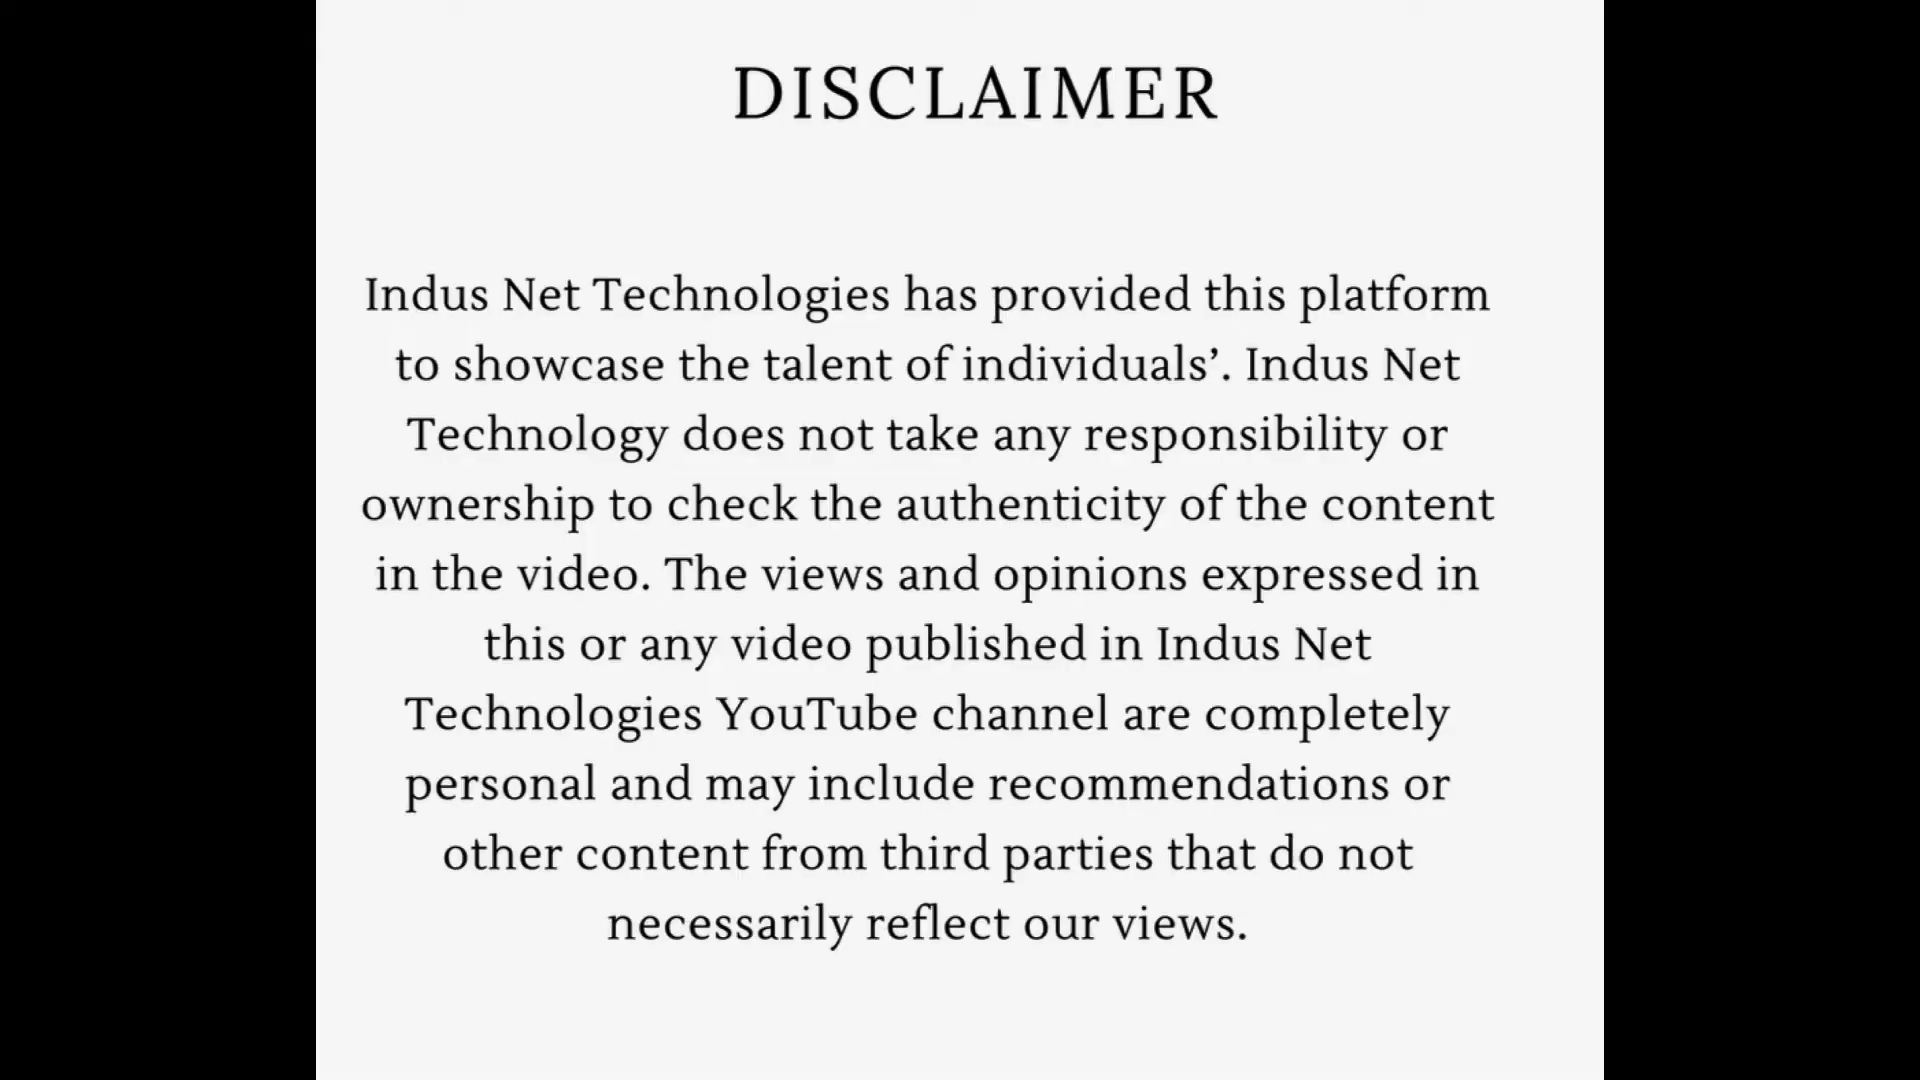 DISCLAIMER
Indus Net Technologies has provided this platform
to showcase the talent of individuals’. Indus Net
Technology does not take any responsibility or
ownership to check the authenticity of the content
in the video. The views and opinions expressed in
this or any video published in Indus Net
Technologies YouTube channel are completely
personal and may include recommendations or
other content from third parties that do not
necessarily reflect our views.